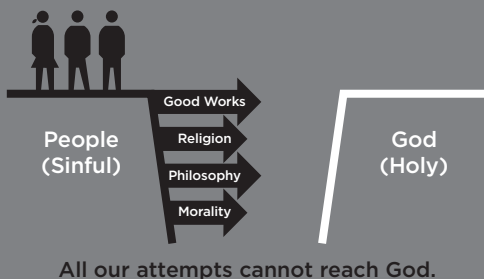 Good Works
Religion
Philosophy
Morality
People
(Sinful)
God
(Holy)
All our attempts cannot reach God.